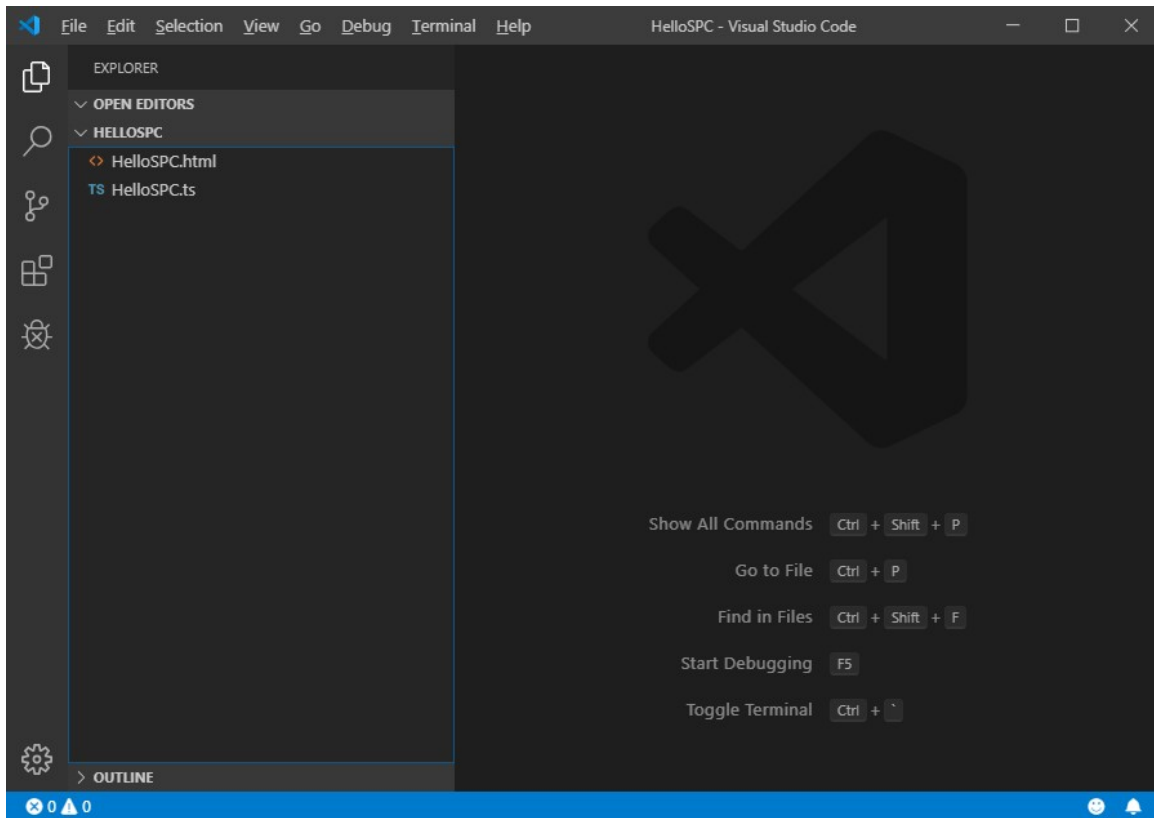 File Edit Selection View Go Debug Terminal Help HelloSPC - Visual Studio Code
EXPLORER
OPEN EDITORS
HELLOSPC
<> HelloSPC.html
TS HelloSPC.ts
Show All Commands Ctrl + Shift + P
Go to File Ctrl + P
Find in Files Ctrl + Shift + F
Start Debugging F5
Toggle Terminal Ctrl + `
OUTLINE
0 0